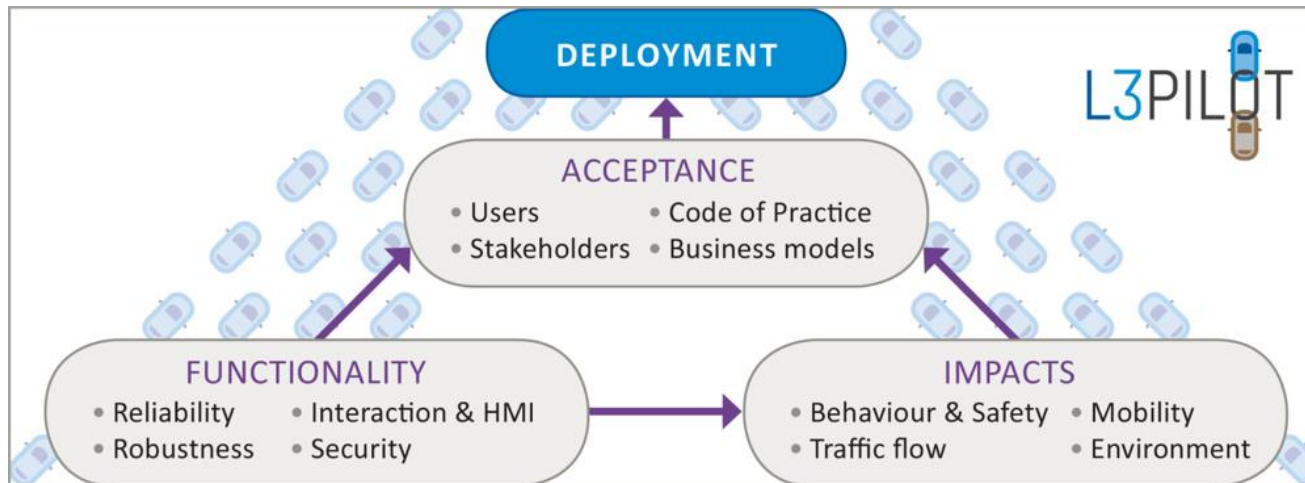 DEPLOYMENT
L3PILOT
ACCEPTANCE
• Users • Code of Practice
• Stakeholders • Business models
FUNCTIONALITY
• Reliability • Interaction & HMI
• Robustness • Security
IMPACTS
• Behaviour & Safety • Mobility
• Traffic flow • Environment